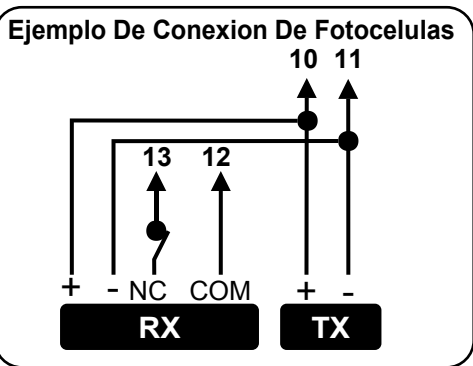 Ejemplo De Conexion De Fotocelulas
10 11
13 12
+ - NC COM + -
RX TX